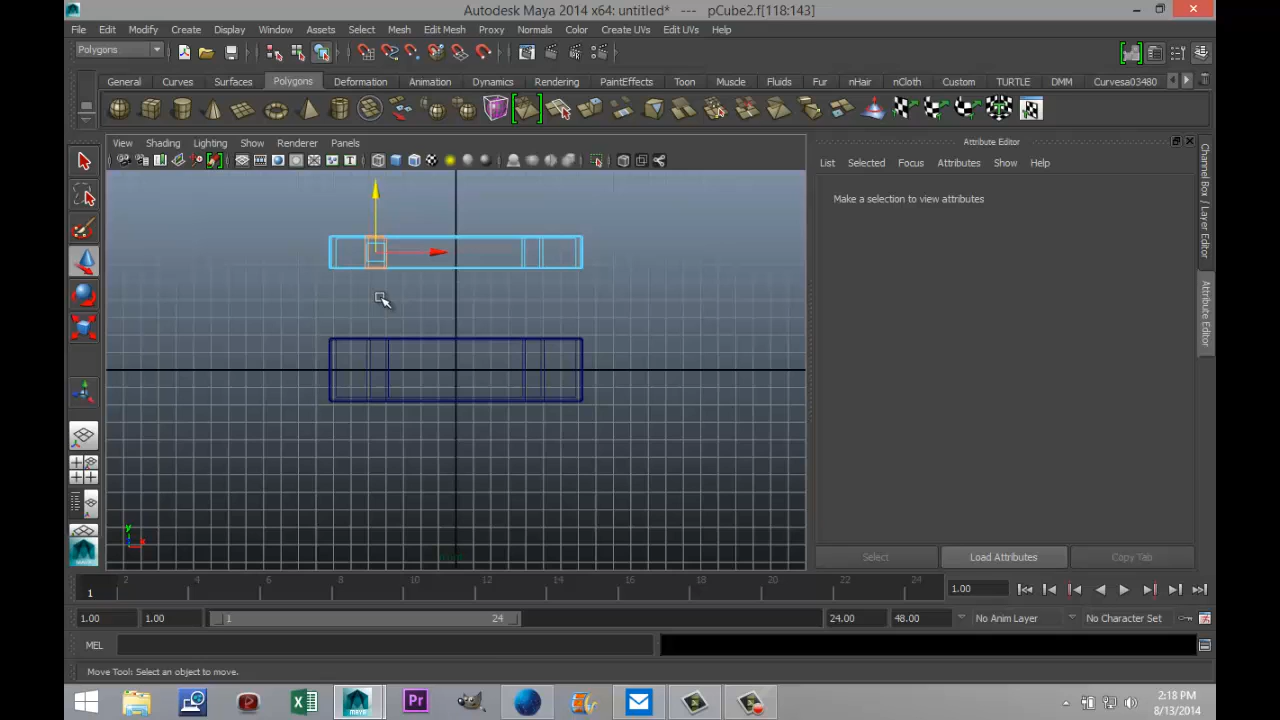 Autodesk Maya 2014 x64: untitled* --- pCube2.f[118:143]
File Edit Modify Create Display Window Assets Select Mesh Edit Mesh Proxy Normals Color Create UVs Edit UVs Help
Polygons
General Curves Surfaces Polygons Deformation Animation Dynamics Rendering PaintEffects Toon Muscle Fluids Fur nHair nCloth Custom TURTLE DMM Curvesa03480
View Shading Lighting Show Renderer Panels
Attribute Editor
List Selected Focus Attributes Show Help
Make a selection to view attributes
Channel Box / Layer Editor
Attribute Editor
y
x
Select Load Attributes Copy Tab
2 4 6 8 10 12 14 16 18 20 22 24
1
1.00
1.00 1.00 1 24 24.00 48.00 No Anim Layer No Character Set
MEL
Move Tool: Select an object to move.
2:18 PM
8/13/2014